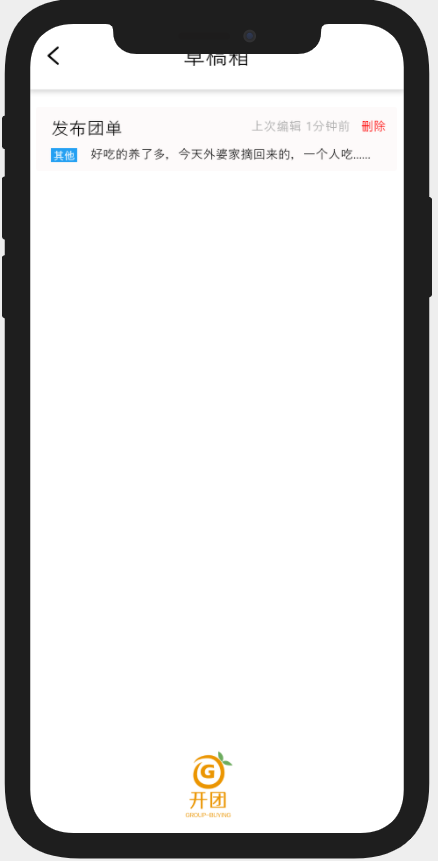 草稿箱
发布团单 上次编辑 1分钟前 刪除
其他 好吃的养了多，今天外婆家摘回来的，一个人吃......
G
开团
GROUP-BUYING